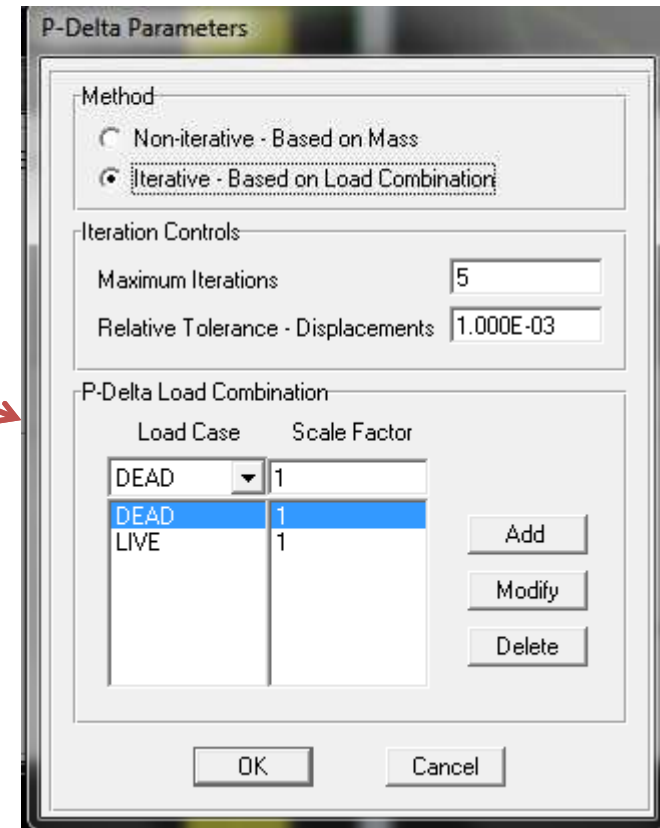 P-Delta Parameters
Method
Non-iterative - Based on Mass
Iterative - Based on Load Combination
Iteration Controls
Maximum Iterations 5
Relative Tolerance - Displacements 1.000E-03
P-Delta Load Combination
Load Case Scale Factor
DEAD 1
DEAD 1
LIVE 1
Add
Modify
Delete
OK Cancel